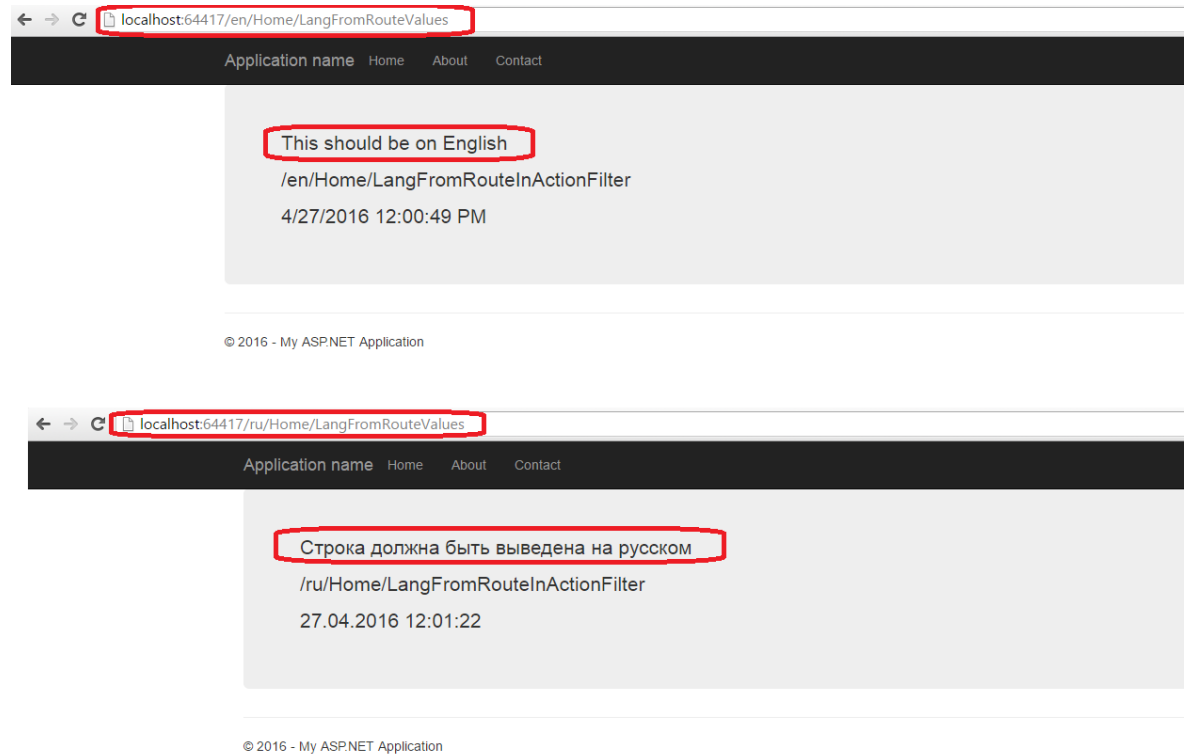 localhost:64417/en/Home/LangFromRouteValues
Application name Home About Contact
This should be on English
/en/Home/LangFromRouteInActionFilter
4/27/2016 12:00:49 PM
© 2016 - My ASP.NET Application
localhost:64417/ru/Home/LangFromRouteValues
Application name Home About Contact
Строка должна быть выведена на русском
/ru/Home/LangFromRouteInActionFilter
27.04.2016 12:01:22
© 2016 - My ASP.NET Application